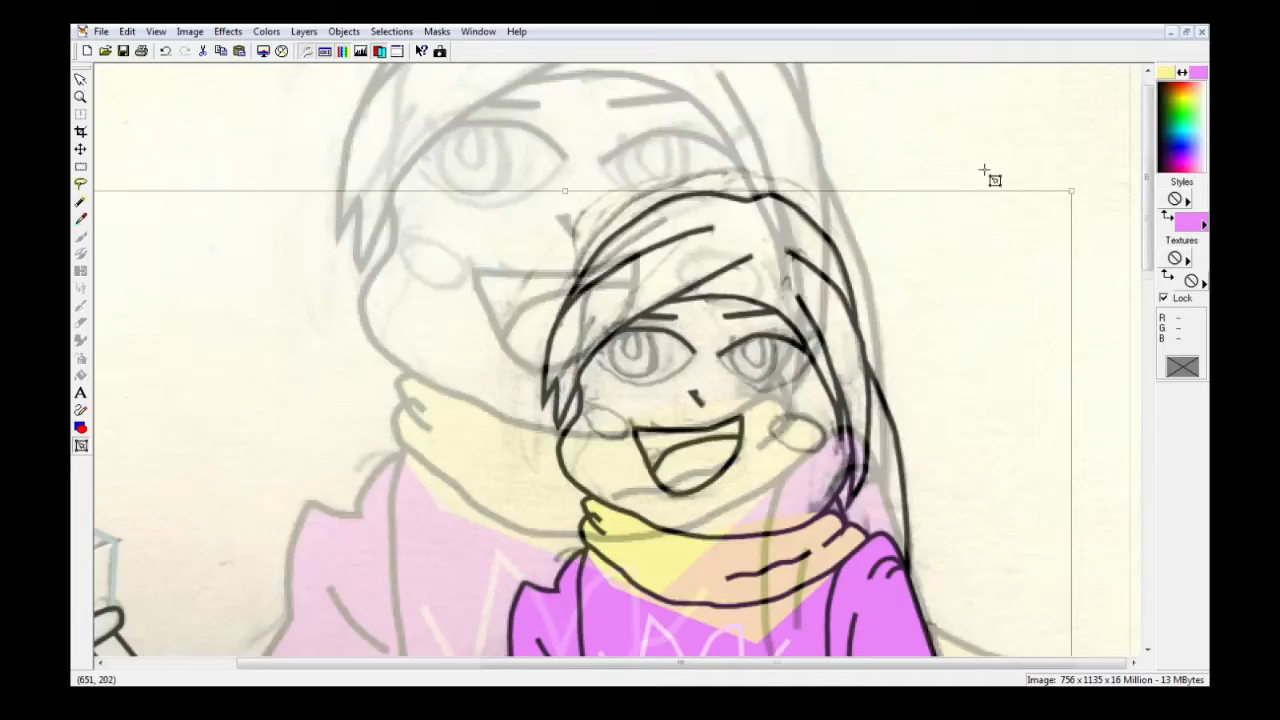 File Edit View Image Effects Colors Layers Objects Selections Masks Window Help
Styles
Textures
Lock
R --
G --
B --
(651, 202)
Image: 756 x 1135 x 16 Million - 13 MBytes